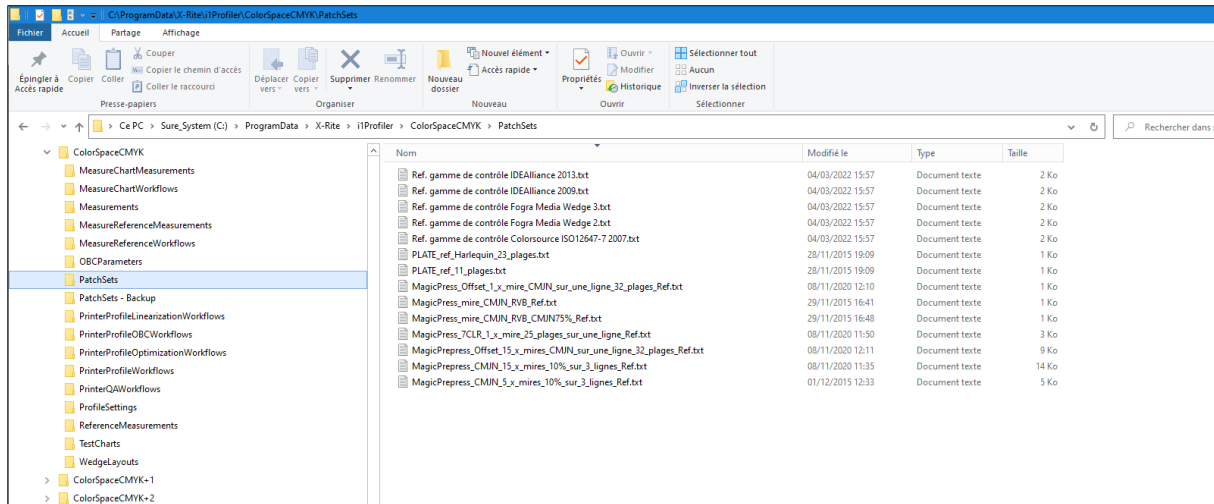 C:\ProgramData\X-Rite\i1Profiler\ColorSpaceCMYK\PatchSets
Fichier Accueil Partage Affichage
Épingler à Accès rapide
Copier
Coller
Couper
Copier le chemin d'accès
Coller le raccourci
Presse-papiers
Déplacer vers
Copier vers
Supprimer
Renommer
Organiser
Nouveau dossier
Nouvel élément
Accès rapide
Nouveau
Propriétés
Ouvrir
Modifier
Historique
Ouvrir
Sélectionner tout
Aucun
Inverser la sélection
Sélectionner
Ce PC > Sure_System (C:) > ProgramData > X-Rite > i1Profiler > ColorSpaceCMYK > PatchSets
Rechercher dans
ColorSpaceCMYK
MeasureChartMeasurements
MeasureChartWorkflows
Measurements
MeasureReferenceMeasurements
MeasureReferenceWorkflows
OBCParameters
PatchSets
PatchSets - Backup
PrinterProfileLinearizationWorkflows
PrinterProfileOBCWorkflows
PrinterProfileOptimizationWorkflows
PrinterProfileWorkflows
PrinterQAWorkflows
ProfileSettings
ReferenceMeasurements
TestCharts
WedgeLayouts
ColorSpaceCMYK+1
ColorSpaceCMYK+2
Nom Modifié le Type Taille
Ref. gamme de contrôle IDEAlliance 2013.txt 04/03/2022 15:57 Document texte 2 Ko
Ref. gamme de contrôle IDEAlliance 2009.txt 04/03/2022 15:57 Document texte 2 Ko
Ref. gamme de contrôle Fogra Media Wedge 3.txt 04/03/2022 15:57 Document texte 2 Ko
Ref. gamme de contrôle Fogra Media Wedge 2.txt 04/03/2022 15:57 Document texte 2 Ko
Ref. gamme de contrôle Colorsource ISO12647-7 2007.txt 04/03/2022 15:57 Document texte 2 Ko
PLATE_ref_Harlequin_23_plages.txt 28/11/2015 19:09 Document texte 1 Ko
PLATE_ref_11_plages.txt 28/11/2015 19:09 Document texte 1 Ko
MagicPress_Offset_1_x_mire_CMJN_sur_une_ligne_32_plages_Ref.txt 08/11/2020 12:10 Document texte 1 Ko
MagicPress_mire_CMJN_RVB_Ref.txt 29/11/2015 16:41 Document texte 1 Ko
MagicPress_mire_CMJN_RVB_CMJN75%_Ref.txt 29/11/2015 16:48 Document texte 1 Ko
MagicPress_7CLR_1_x_mire_25_plages_sur_une_ligne_Ref.txt 08/11/2020 11:50 Document texte 3 Ko
MagicPrepress_Offset_15_x_mires_CMJN_sur_une_ligne_32_plages_Ref.txt 08/11/2020 12:11 Document texte 9 Ko
MagicPrepress_CMJN_15_x_mires_10%_sur_3_lignes_Ref.txt 08/11/2020 11:35 Document texte 14 Ko
MagicPrepress_CMJN_5_x_mires_10%_sur_3_lignes_Ref.txt 01/12/2015 12:33 Document texte 5 Ko